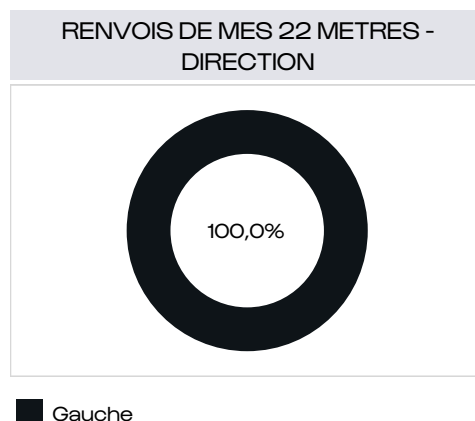 RENVOIS DE MES 22 METRES -
DIRECTION
100,0%
Gauche